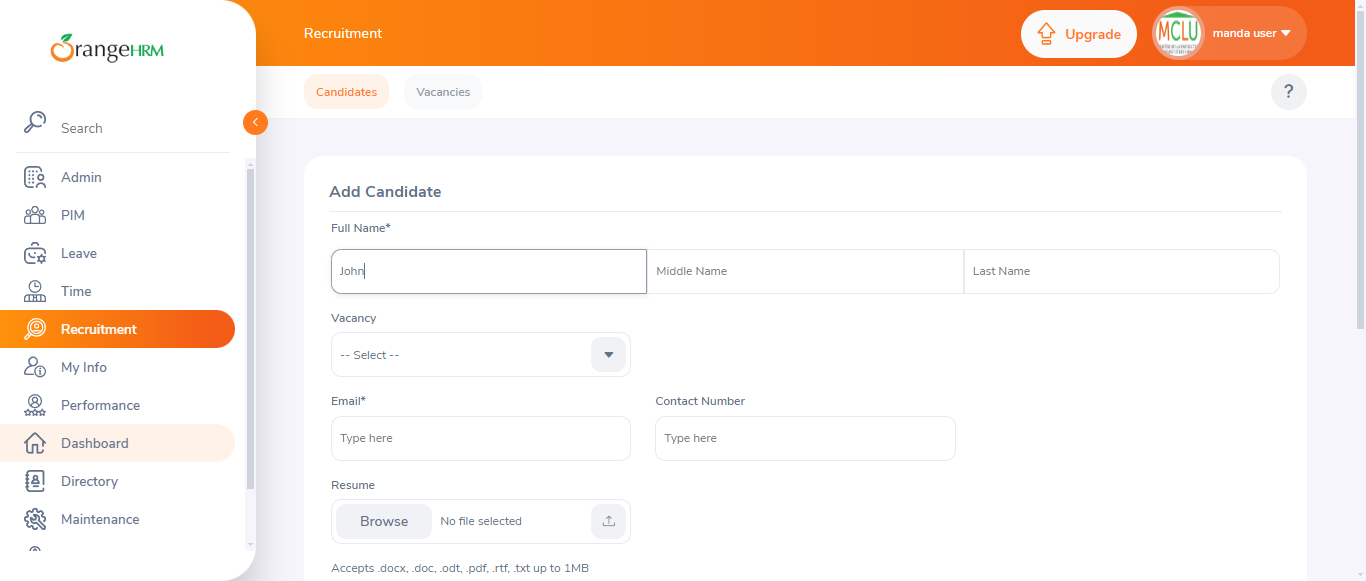 OrangeHRM
Search
Admin
PIM
Leave
Time
Recruitment
My Info
Performance
Dashboard
Directory
Maintenance
Recruitment
Upgrade
MCLU
manda user
Candidates
Vacancies
?
Add Candidate
Full Name*
John
Middle Name
Last Name
Vacancy
-- Select --
Email*
Contact Number
Type here
Type here
Resume
Browse
No file selected
Accepts .docx, .doc, .odt, .pdf, .rtf, .txt up to 1MB